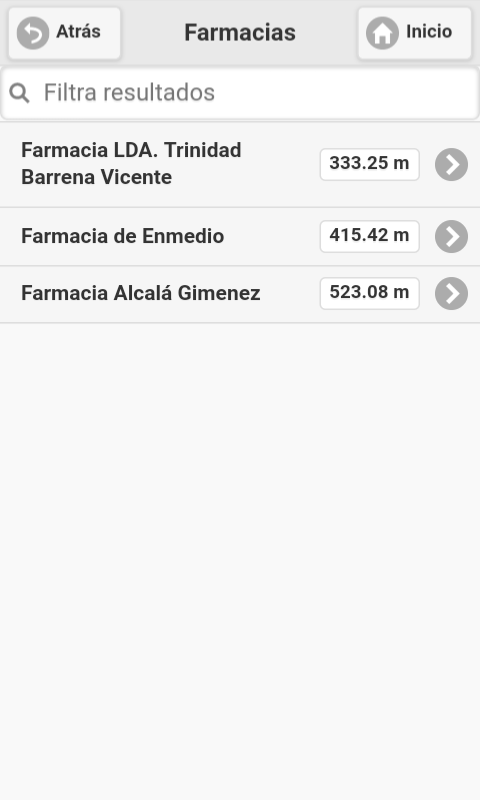 Atrás
Farmacias
Inicio
Filtra resultados
Farmacia LDA. Trinidad
Barrena Vicente
333.25 m
Farmacia de Enmedio
415.42 m
Farmacia Alcalá Gimenez
523.08 m